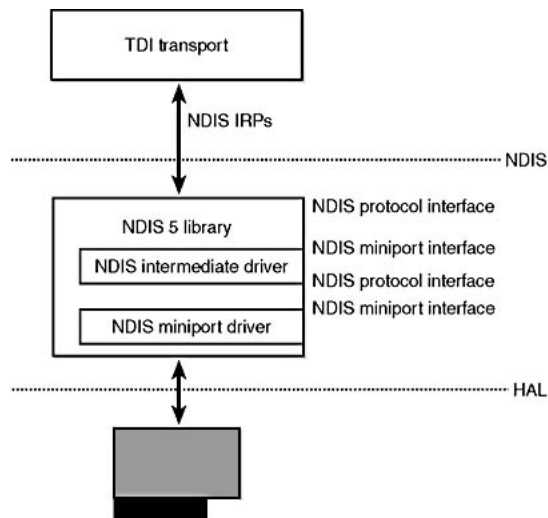 TDI transport
NDIS IRPs
NDIS
NDIS protocol interface
NDIS 5 library
NDIS miniport interface
NDIS intermediate driver
NDIS protocol interface
NDIS miniport interface
NDIS miniport driver
HAL